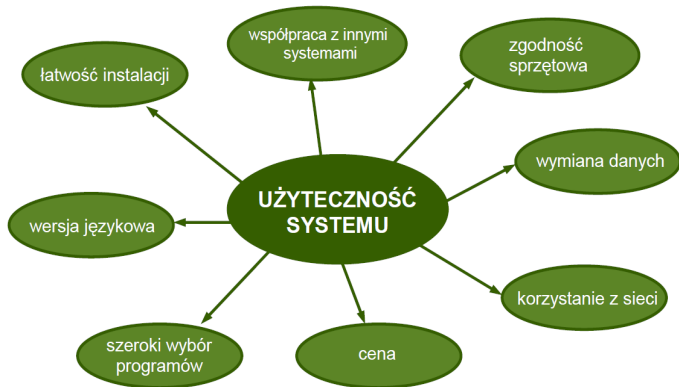 współpraca z innymi
systemami
zgodność
sprzętowa
łatwość instalacji
wymiana danych
UŻYTECZNOŚĆ
SYSTEMU
wersja językowa
korzystanie z sieci
szeroki wybór
programów
cena